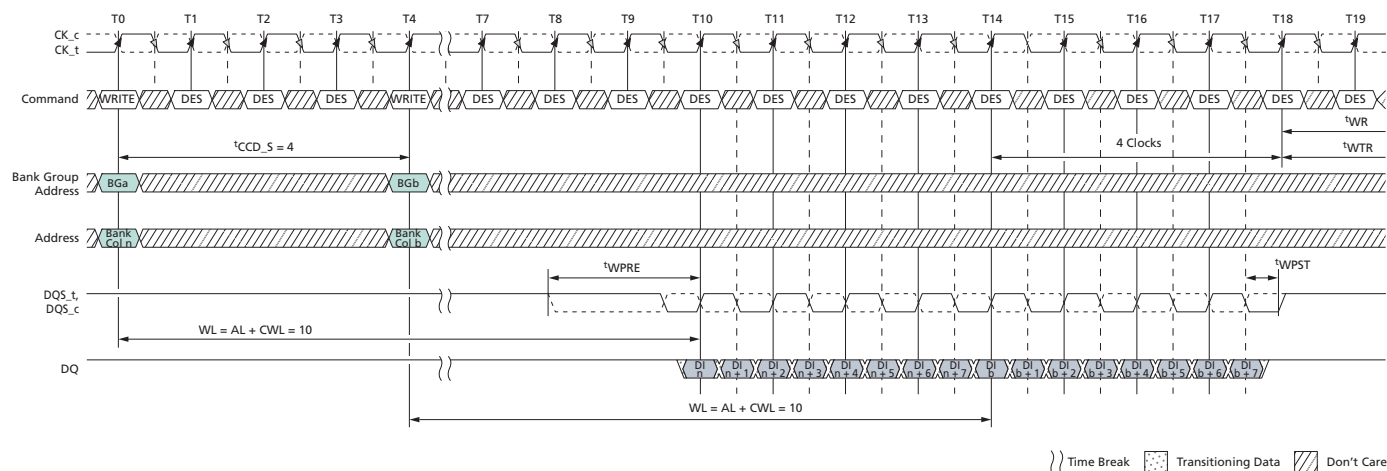 T0 T1 T2 T3 T4 T7 T8 T9 T10 T11 T12 T13 T14 T15 T16 T17 T18 T19
CK_c
CK_t
Command WRITE DES DES DES WRITE DES DES DES DES DES DES DES DES DES DES DES DES DES
tWR
tCCD_S = 4 4 Clocks tWTR
Bank Group
Address BGa BGb
Address Bank
Col n Bank
Col b
tWPRE tWPST
DQS_t,
DQS_c
WL = AL + CWL = 10
DQ DI
n DI
n + 1 DI
n + 2 DI
n + 3 DI
n + 4 DI
n + 5 DI
n + 6 DI
n + 7 DI
b DI
b + 1 DI
b + 2 DI
b + 3 DI
b + 4 DI
b + 5 DI
b + 6 DI
b + 7
WL = AL + CWL = 10
Time Break Transitioning Data Don't Care